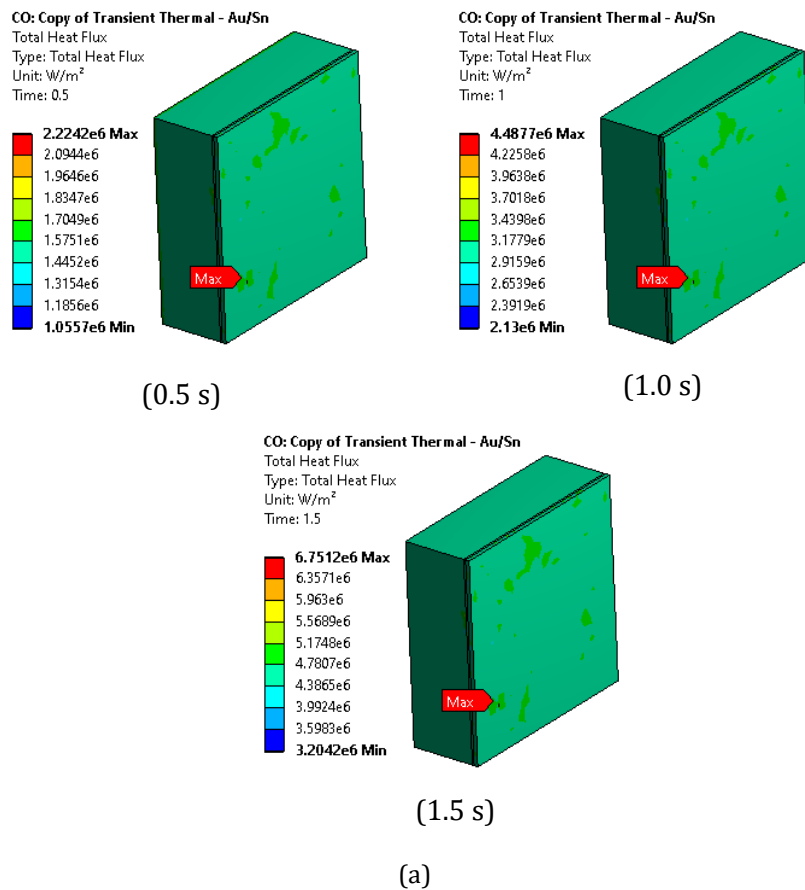 CO: Copy of Transient Thermal - Au/Sn
Total Heat Flux
Type: Total Heat Flux
Unit: W/m²
Time: 0.5
2.2242e6 Max
2.0944e6
1.9646e6
1.8347e6
1.7049e6
1.5751e6
1.4452e6
1.3154e6
1.1856e6
1.0557e6 Min
Max
(0.5 s)
CO: Copy of Transient Thermal - Au/Sn
Total Heat Flux
Type: Total Heat Flux
Unit: W/m²
Time: 1
4.4877e6 Max
4.2258e6
3.9638e6
3.7018e6
3.4398e6
3.1779e6
2.9159e6
2.6539e6
2.3919e6
2.13e6 Min
Max
(1.0 s)
CO: Copy of Transient Thermal - Au/Sn
Total Heat Flux
Type: Total Heat Flux
Unit: W/m²
Time: 1.5
6.7512e6 Max
6.3571e6
5.963e6
5.5689e6
5.1748e6
4.7807e6
4.3865e6
3.9924e6
3.5983e6
3.2042e6 Min
Max
(1.5 s)
(a)